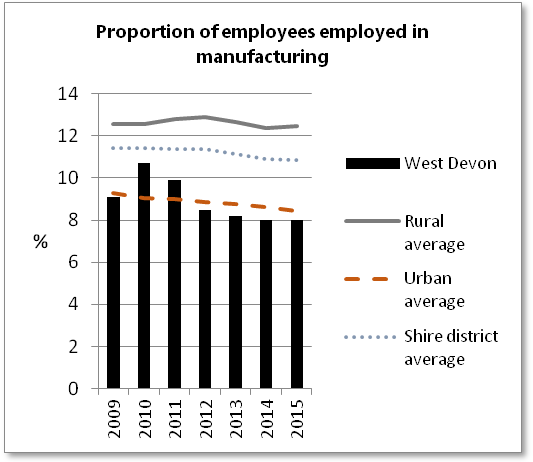 Proportion of employees employed in
manufacturing
14
12
10
8
6
4
2
0
%
2009
2010
2011
2012
2013
2014
2015
West Devon
Rural
average
Urban
average
Shire district
average